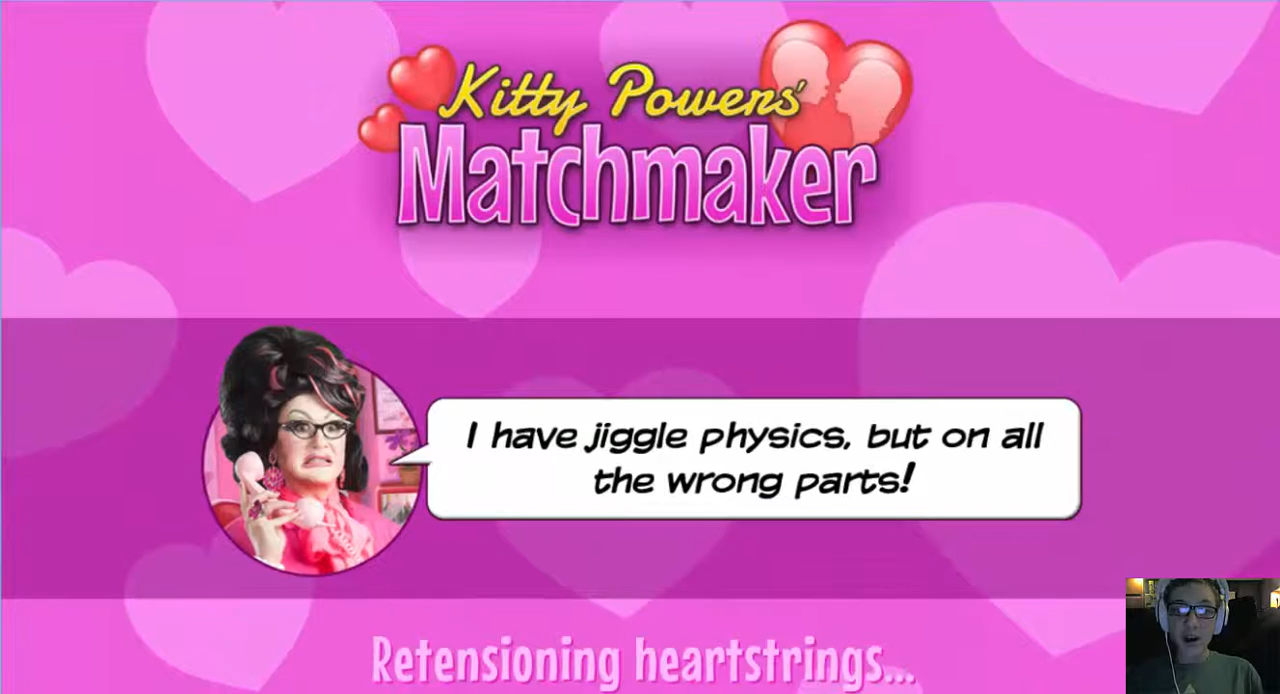 Kitty Powers'
Matchmaker
I have jiggle physics, but on all
the wrong parts!
Retensioning heartstrings...